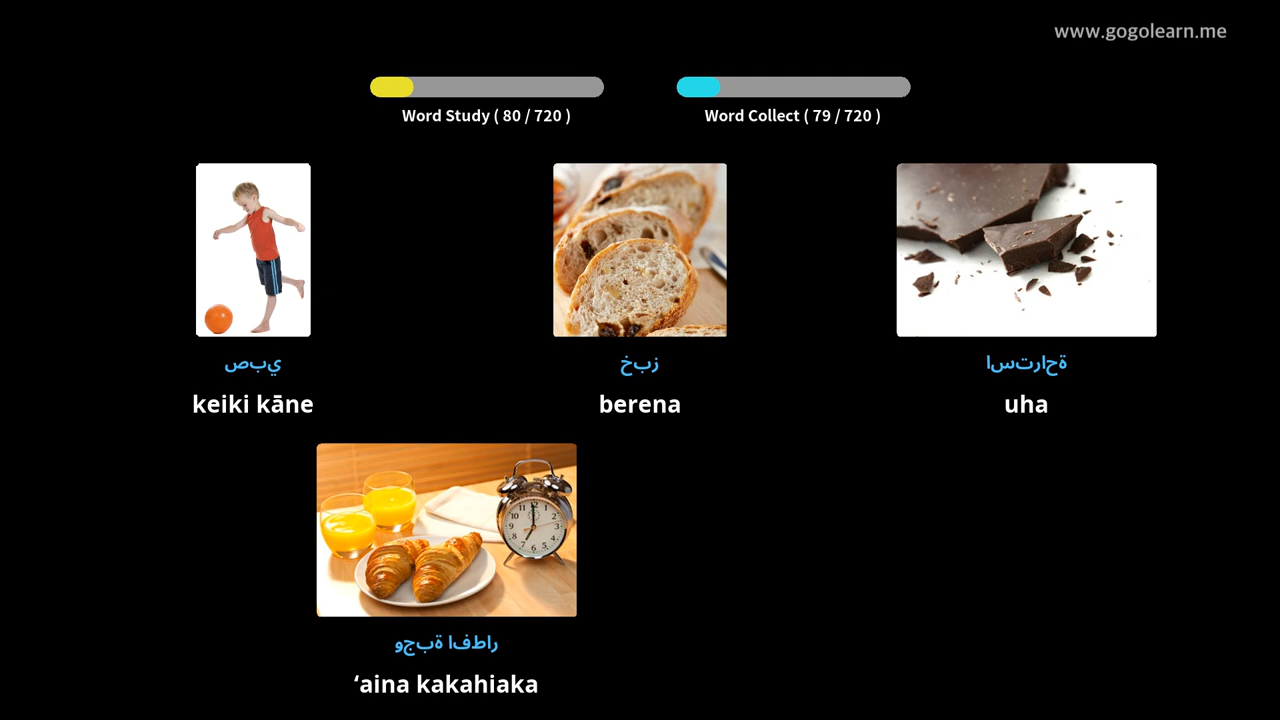 www.gogolearn.me
Word Study ( 80 / 720 )
Word Collect ( 79 / 720 )
صبي
keiki kāne
خبز
berena
استراحة
uha
وجبة افطار
ʻaina kakahiaka